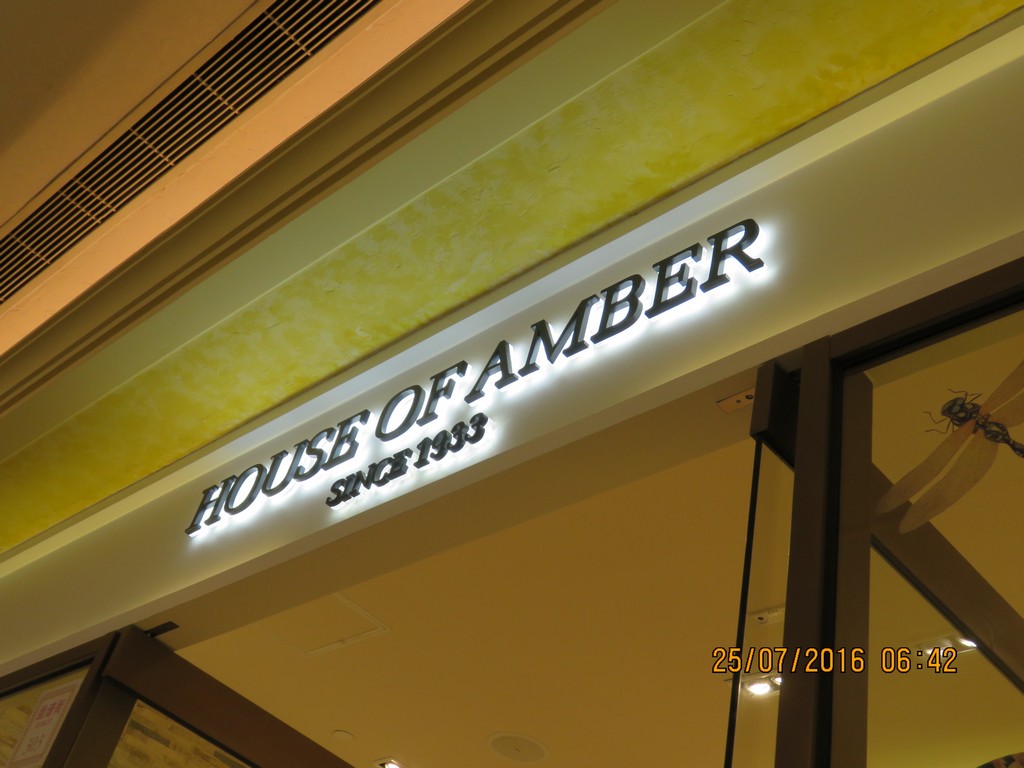 HOUSE OF AMBER
SINCE 1933
25/07/2016 06:42